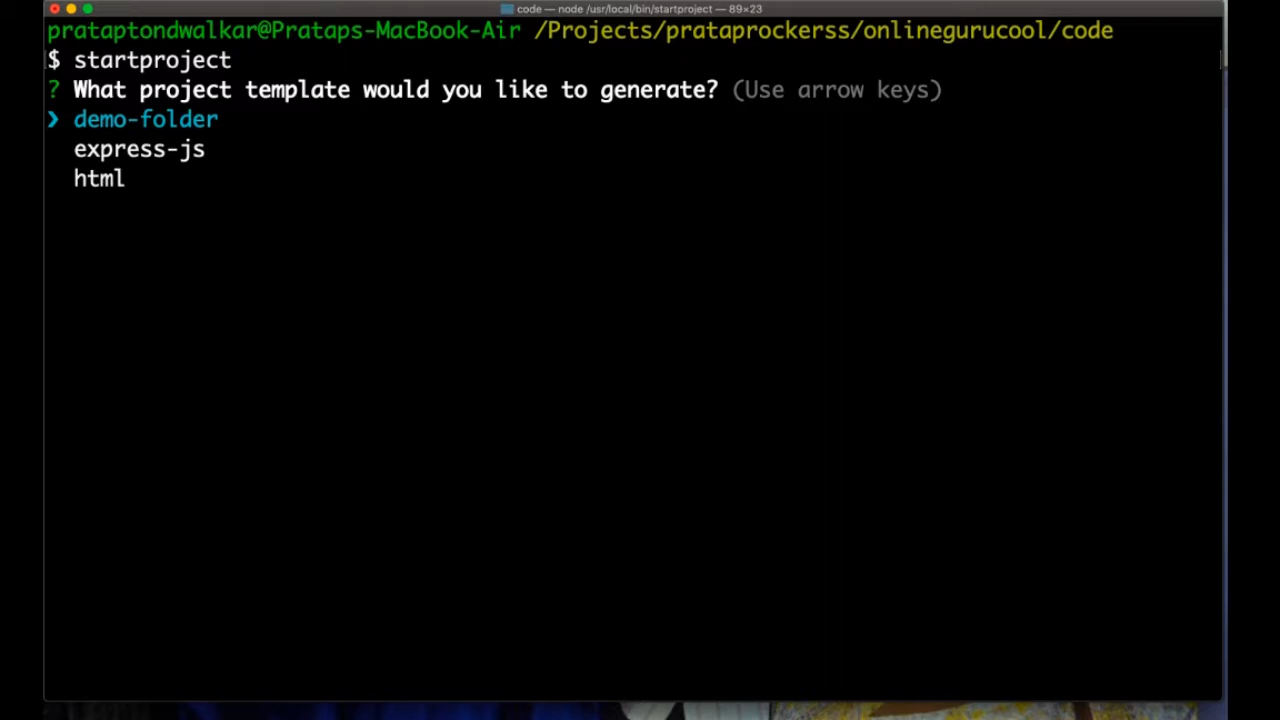 code — node /usr/local/bin/startproject — 89×23
prataptondwalkar@Prataps-MacBook-Air /Projects/prataprockerss/onlinegurucool/code
$ startproject
? What project template would you like to generate? (Use arrow keys)
❯ demo-folder
express-js
html